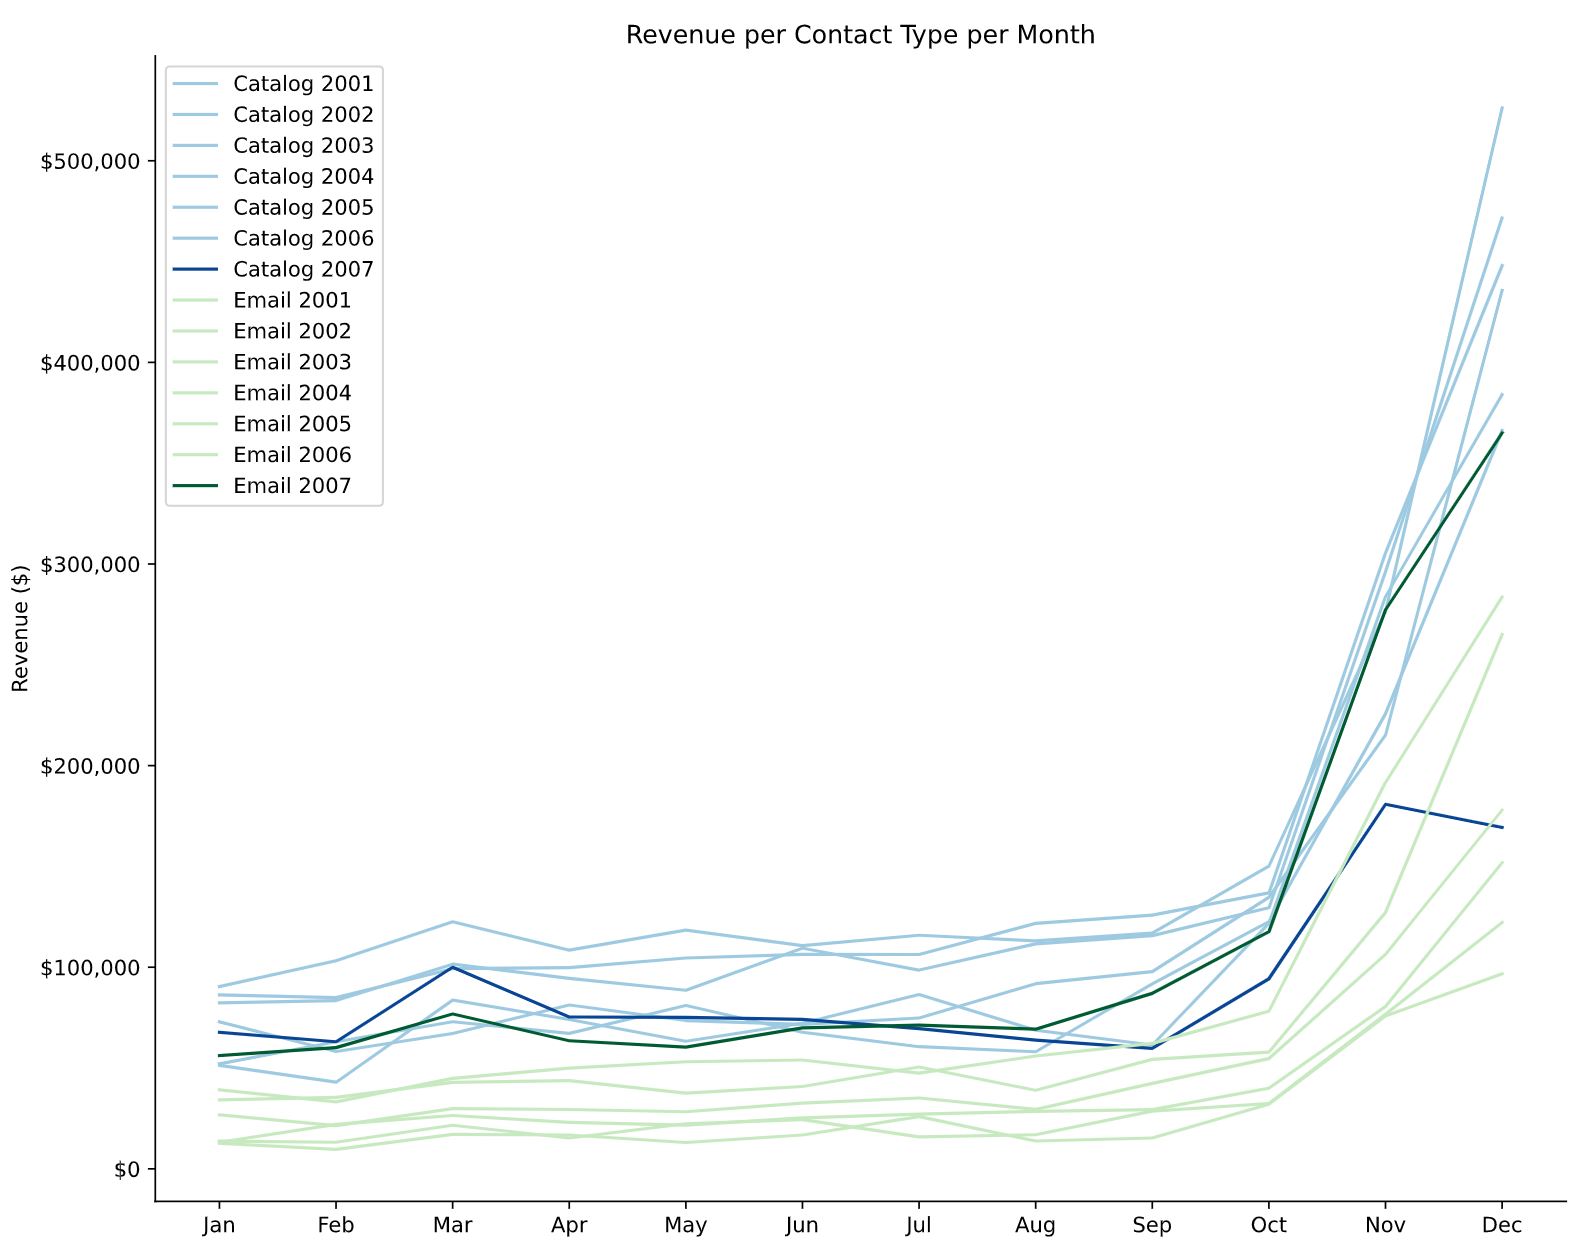 Revenue per Contact Type per Month
Catalog 2001
Catalog 2002
Catalog 2003
Catalog 2004
Catalog 2005
Catalog 2006
Catalog 2007
Email 2001
Email 2002
Email 2003
Email 2004
Email 2005
Email 2006
Email 2007
Revenue ($)
$500,000
$400,000
$300,000
$200,000
$100,000
$0
Jan Feb Mar Apr May Jun Jul Aug Sep Oct Nov Dec